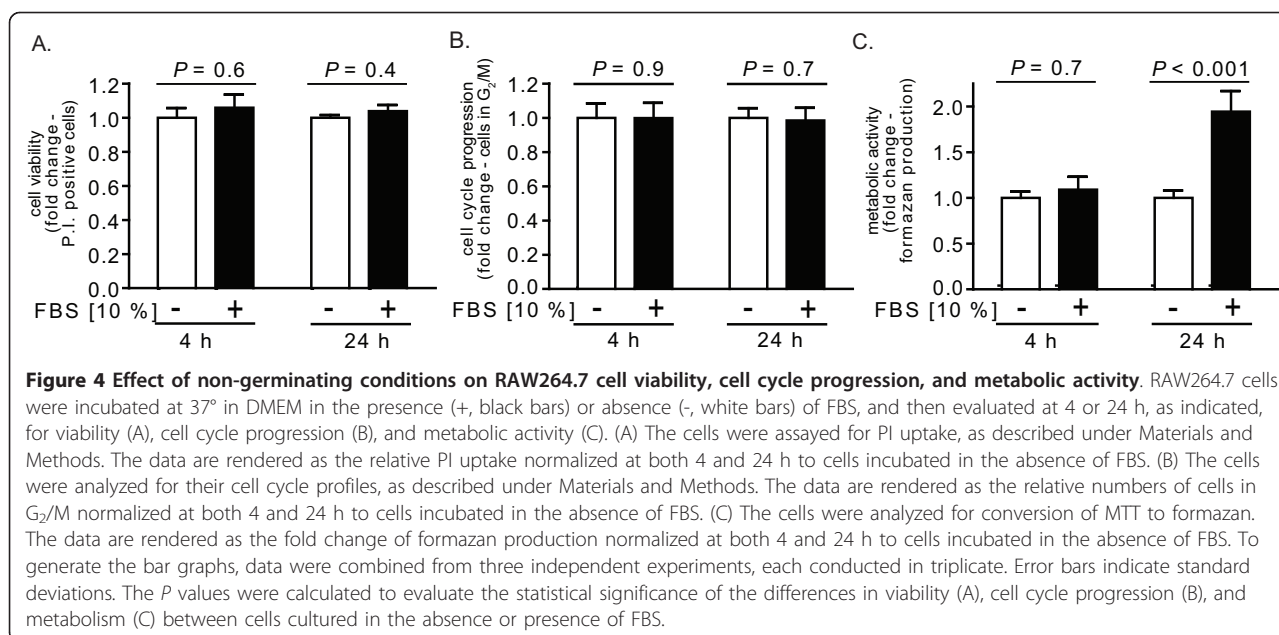 A.
P = 0.6
P = 0.4
cell viability
(fold change -
P.I. positive cells)
1.2
1.0
0.8
0.6
0.4
0.2
0.0
FBS [10 %]
- + - +
4 h 24 h
B.
P = 0.9
P = 0.7
cell cycle progression
(fold change - cells in G2/M)
1.2
1.0
0.8
0.6
0.4
0.2
0.0
FBS [10 %]
- + - +
4 h 24 h
C.
P = 0.7
P < 0.001
metabolic activity
(fold change -
formazan production)
2.0
1.5
1.0
0.5
0.0
FBS [10 %]
- + - +
4 h 24 h
Figure 4 Effect of non-germinating conditions on RAW264.7 cell viability, cell cycle progression, and metabolic activity. RAW264.7 cells
were incubated at 37° in DMEM in the presence (+, black bars) or absence (-, white bars) of FBS, and then evaluated at 4 or 24 h, as indicated,
for viability (A), cell cycle progression (B), and metabolic activity (C). (A) The cells were assayed for PI uptake, as described under Materials and
Methods. The data are rendered as the relative PI uptake normalized at both 4 and 24 h to cells incubated in the absence of FBS. (B) The cells
were analyzed for their cell cycle profiles, as described under Materials and Methods. The data are rendered as the relative numbers of cells in
G2/M normalized at both 4 and 24 h to cells incubated in the absence of FBS. (C) The cells were analyzed for conversion of MTT to formazan.
The data are rendered as the fold change of formazan production normalized at both 4 and 24 h to cells incubated in the absence of FBS. To
generate the bar graphs, data were combined from three independent experiments, each conducted in triplicate. Error bars indicate standard
deviations. The P values were calculated to evaluate the statistical significance of the differences in viability (A), cell cycle progression (B), and
metabolism (C) between cells cultured in the absence or presence of FBS.